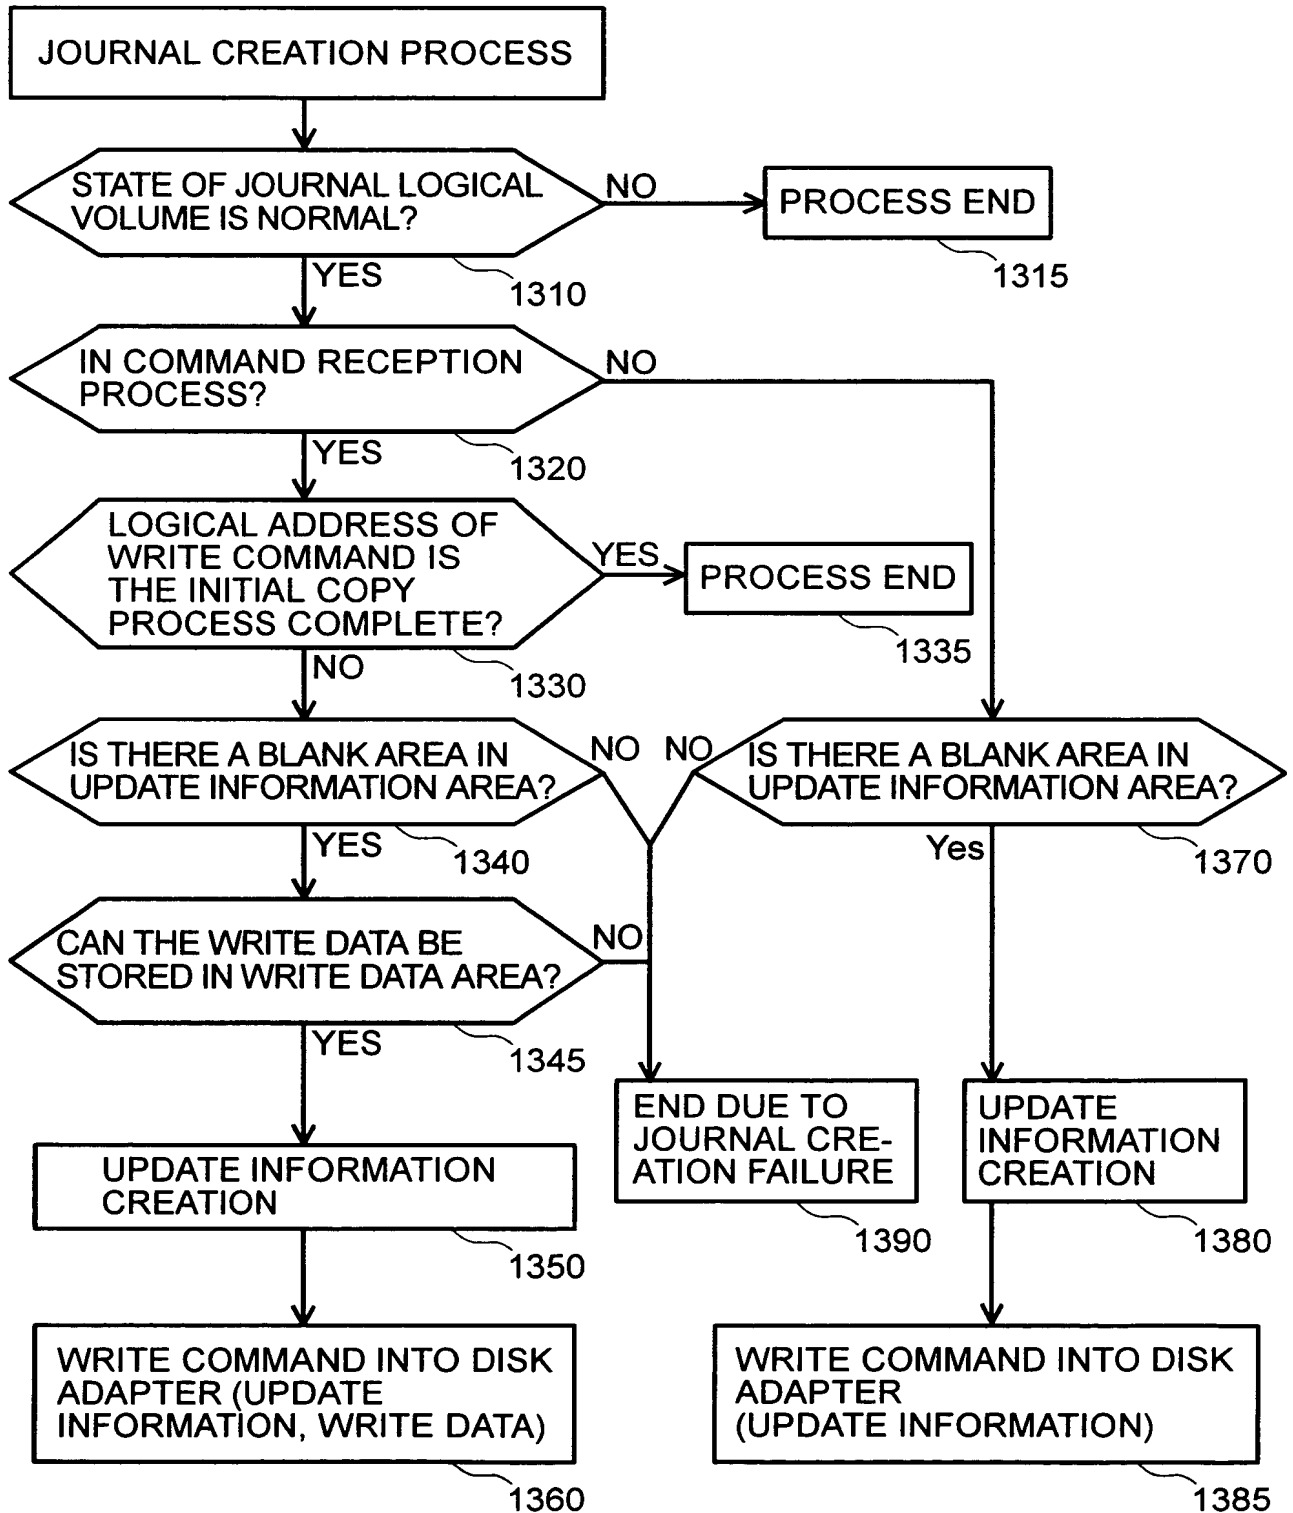 JOURNAL CREATION PROCESS
STATE OF JOURNAL LOGICAL
VOLUME IS NORMAL?
NO
PROCESS END
1315
YES
1310
IN COMMAND RECEPTION
PROCESS?
NO
YES
1320
LOGICAL ADDRESS OF
WRITE COMMAND IS
THE INITIAL COPY
PROCESS COMPLETE?
YES
PROCESS END
1335
NO
1330
IS THERE A BLANK AREA IN
UPDATE INFORMATION AREA?
NO
NO
IS THERE A BLANK AREA IN
UPDATE INFORMATION AREA?
YES
1340
Yes
1370
CAN THE WRITE DATA BE
STORED IN WRITE DATA AREA?
NO
YES
1345
END DUE TO
JOURNAL CRE-
ATION FAILURE
1390
UPDATE
INFORMATION
CREATION
1380
UPDATE INFORMATION
CREATION
1350
WRITE COMMAND INTO DISK
ADAPTER (UPDATE
INFORMATION, WRITE DATA)
1360
WRITE COMMAND INTO DISK
ADAPTER
(UPDATE INFORMATION)
1385